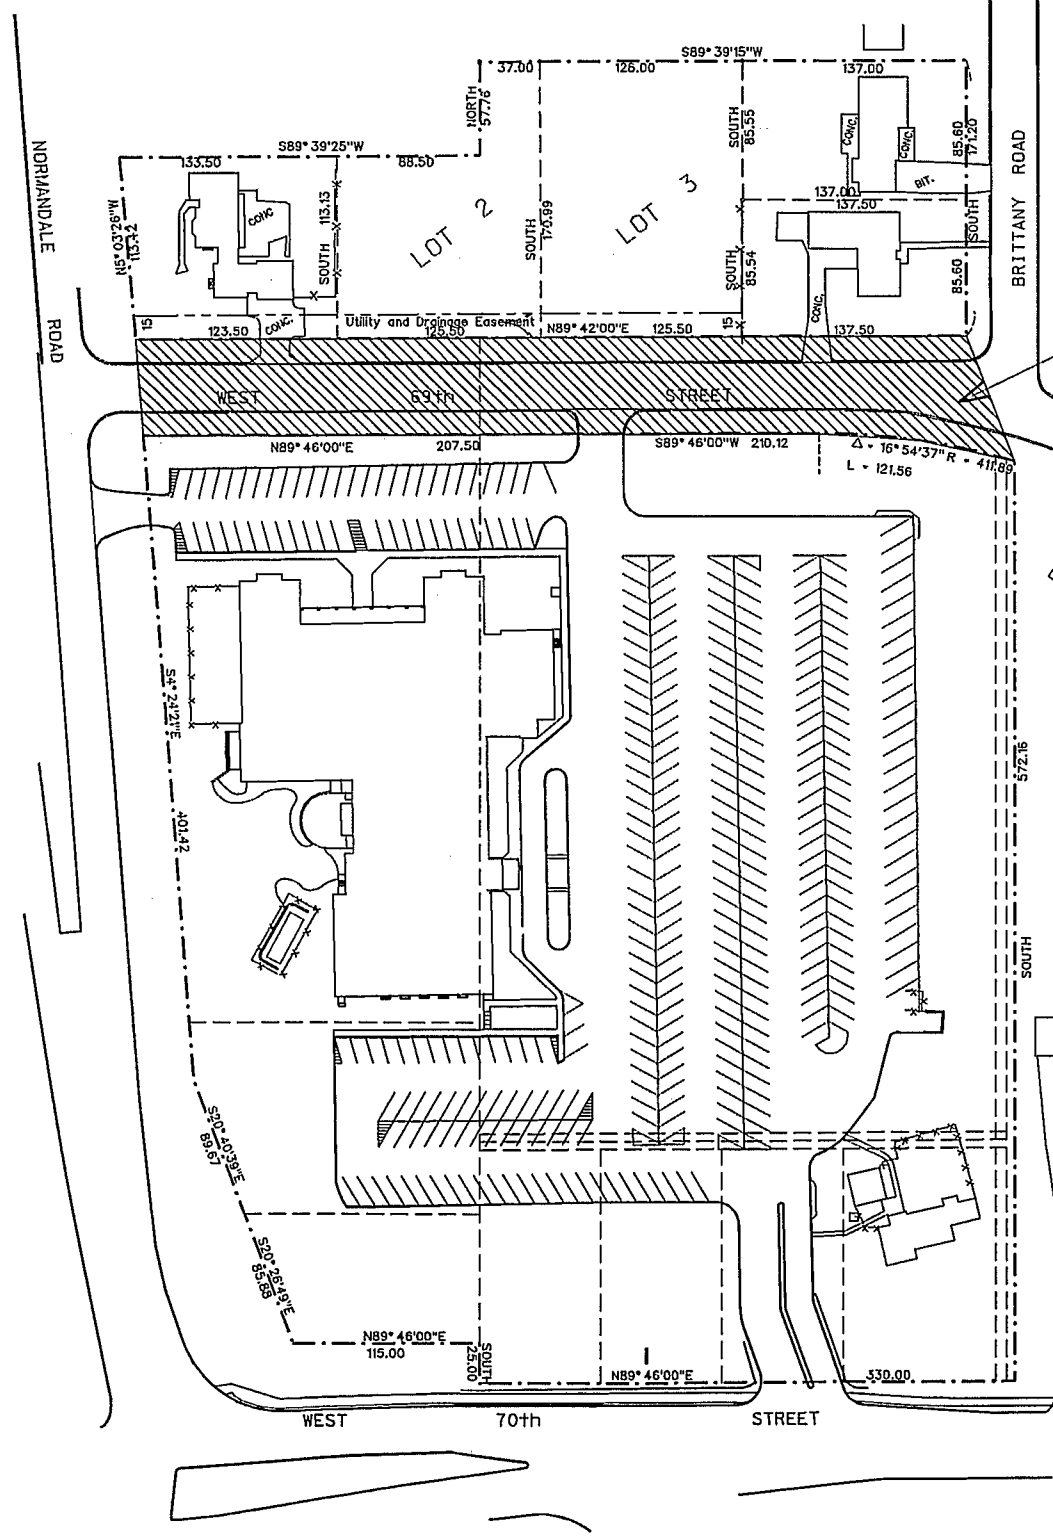 S89° 39'15"W
37.00
126.00
137.00
NORTH
57.76
SOUTH
85.55
CONC.
CONC.
85.60
171.20
BRITTANY ROAD
NORMANDALE
ROAD
S89° 39'25"W
133.50
88.50
BIT.
137.00
137.50
SOUTH
N5° 03'26"W
113.42
CONC
SOUTH 113.13
LOT 2
SOUTH
170.99
LOT 3
SOUTH
85.54
CONC.
85.60
15
123.50
CONC.
Utility and Drainage Easement
125.50
N89° 42'00"E
125.50
15
137.50
WEST 69th STREET
N89° 46'00"E
207.50
S89° 46'00"W 210.12
Δ = 16° 54'37" R = 411.89
L = 121.56
S4° 24'21"E
401.42
572.16
SOUTH
S20° 40'39"E
89.67
S20° 26'49"E
85.88
N89° 46'00"E
115.00
25.00
SOUTH
N89° 46'00"E
330.00
WEST 70th STREET